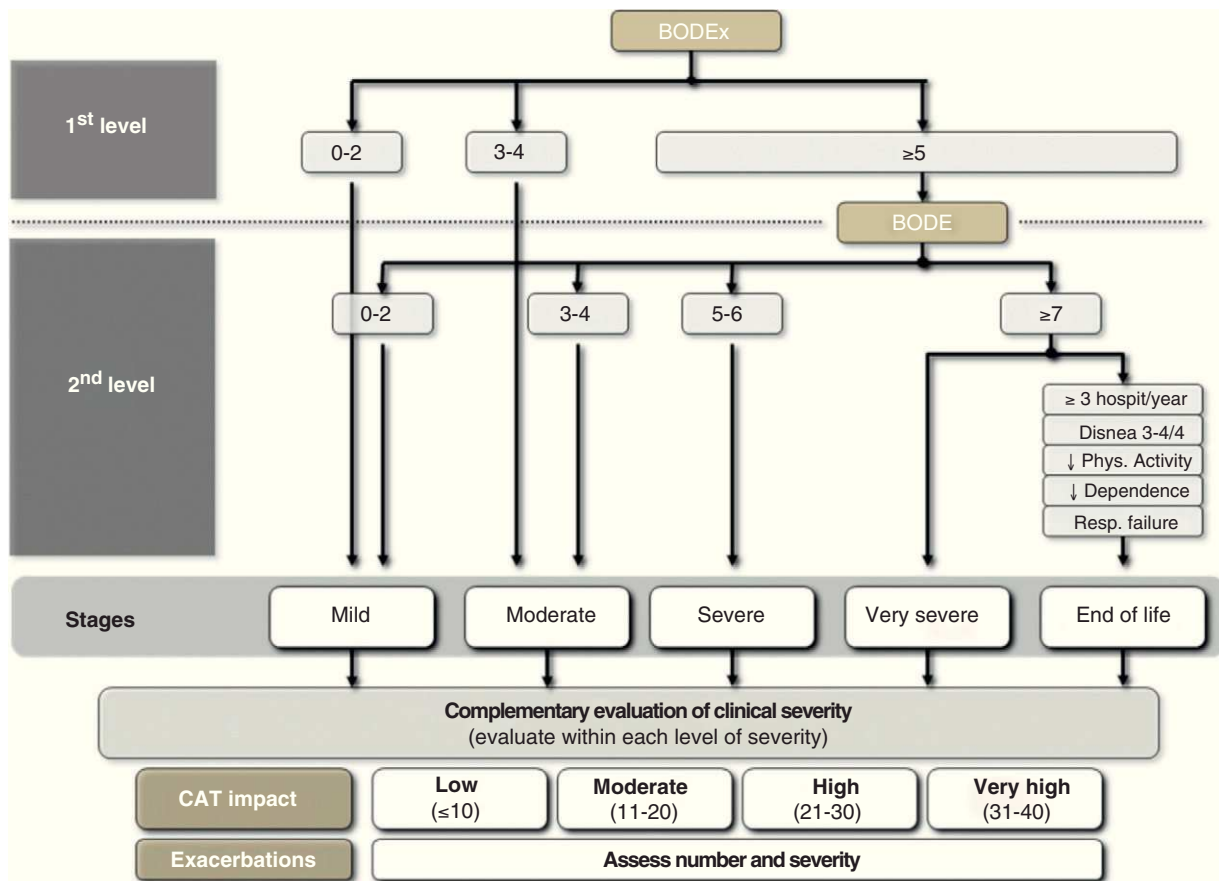 BODEx
1st level
0-2
3-4
≥5
BODE
2nd level
0-2
3-4
5-6
≥7
≥ 3 hospit/year
Disnea 3-4/4
↓ Phys. Activity
↓ Dependence
Resp. failure
Stages
Mild
Moderate
Severe
Very severe
End of life
Complementary evaluation of clinical severity
(evaluate within each level of severity)
CAT impact
Low
(≤10)
Moderate
(11-20)
High
(21-30)
Very high
(31-40)
Exacerbations
Assess number and severity